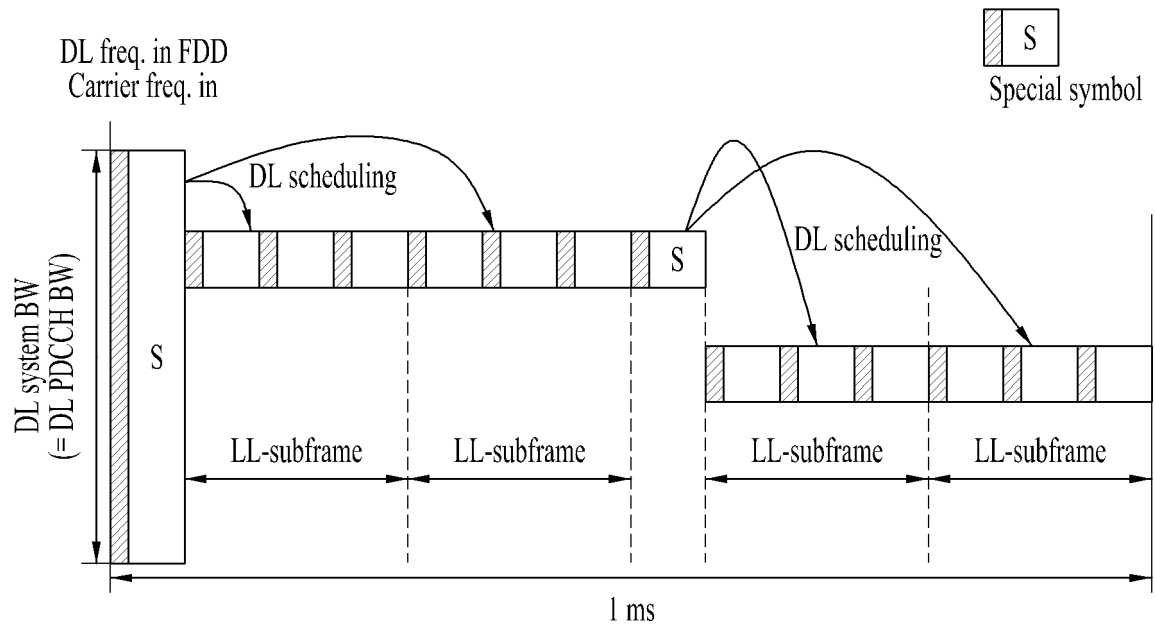 DL freq. in FDD
Carrier freq. in
S
Special symbol
DL scheduling
DL scheduling
S
S
DL system BW
(= DL PDCCH BW)
LL-subframe
LL-subframe
LL-subframe
LL-subframe
1 ms